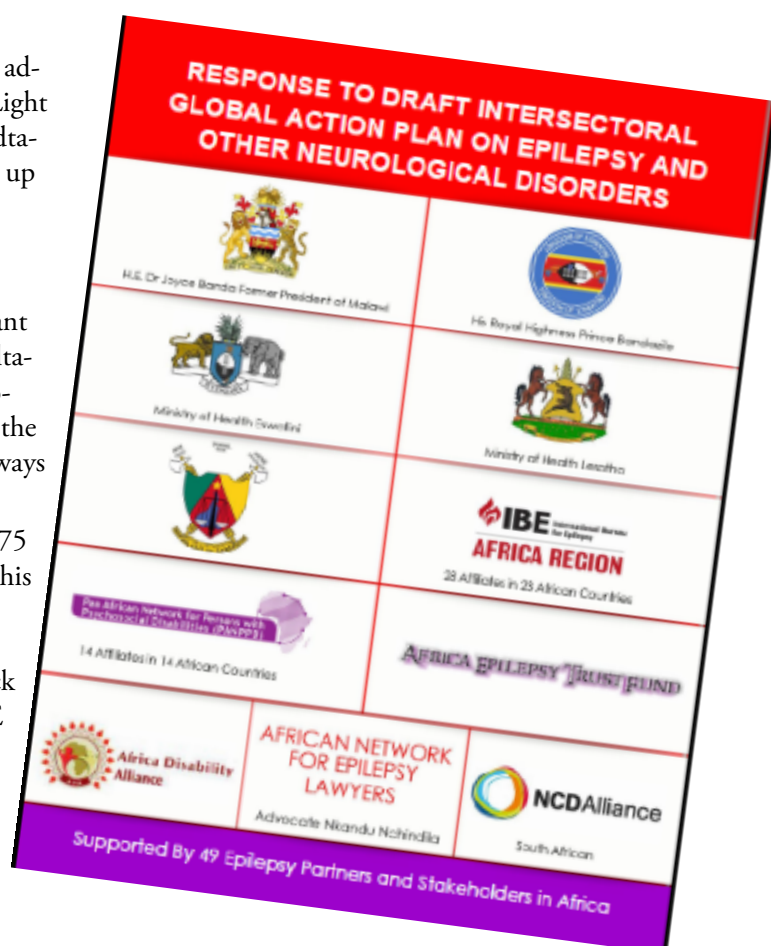 ad-
Light
dta-
up
ant
lta-
the
ways
75
his
ck
RESPONSE TO DRAFT INTERSECTORAL
GLOBAL ACTION PLAN ON EPILEPSY AND
OTHER NEUROLOGICAL DISORDERS
H.E. Dr Joyce Banda Former President of Malawi
His Royal Highness Prince Bandazile
Ministry of Health Eswatini
Ministry of Health Lesotho
IBE International Bureau
for Epilepsy
AFRICA REGION
28 Affiliates in 28 African Countries
Pan African Network for Persons with
Psychosocial Disabilities (PANPPD)
14 Affiliates in 14 African Countries
AFRICA EPILEPSY TRUST FUND
Africa Disability
Alliance
AFRICAN NETWORK
FOR EPILEPSY
LAWYERS
Advocate Nkandu Nchindila
NCDAlliance
South African
Supported By 49 Epilepsy Partners and Stakeholders in Africa